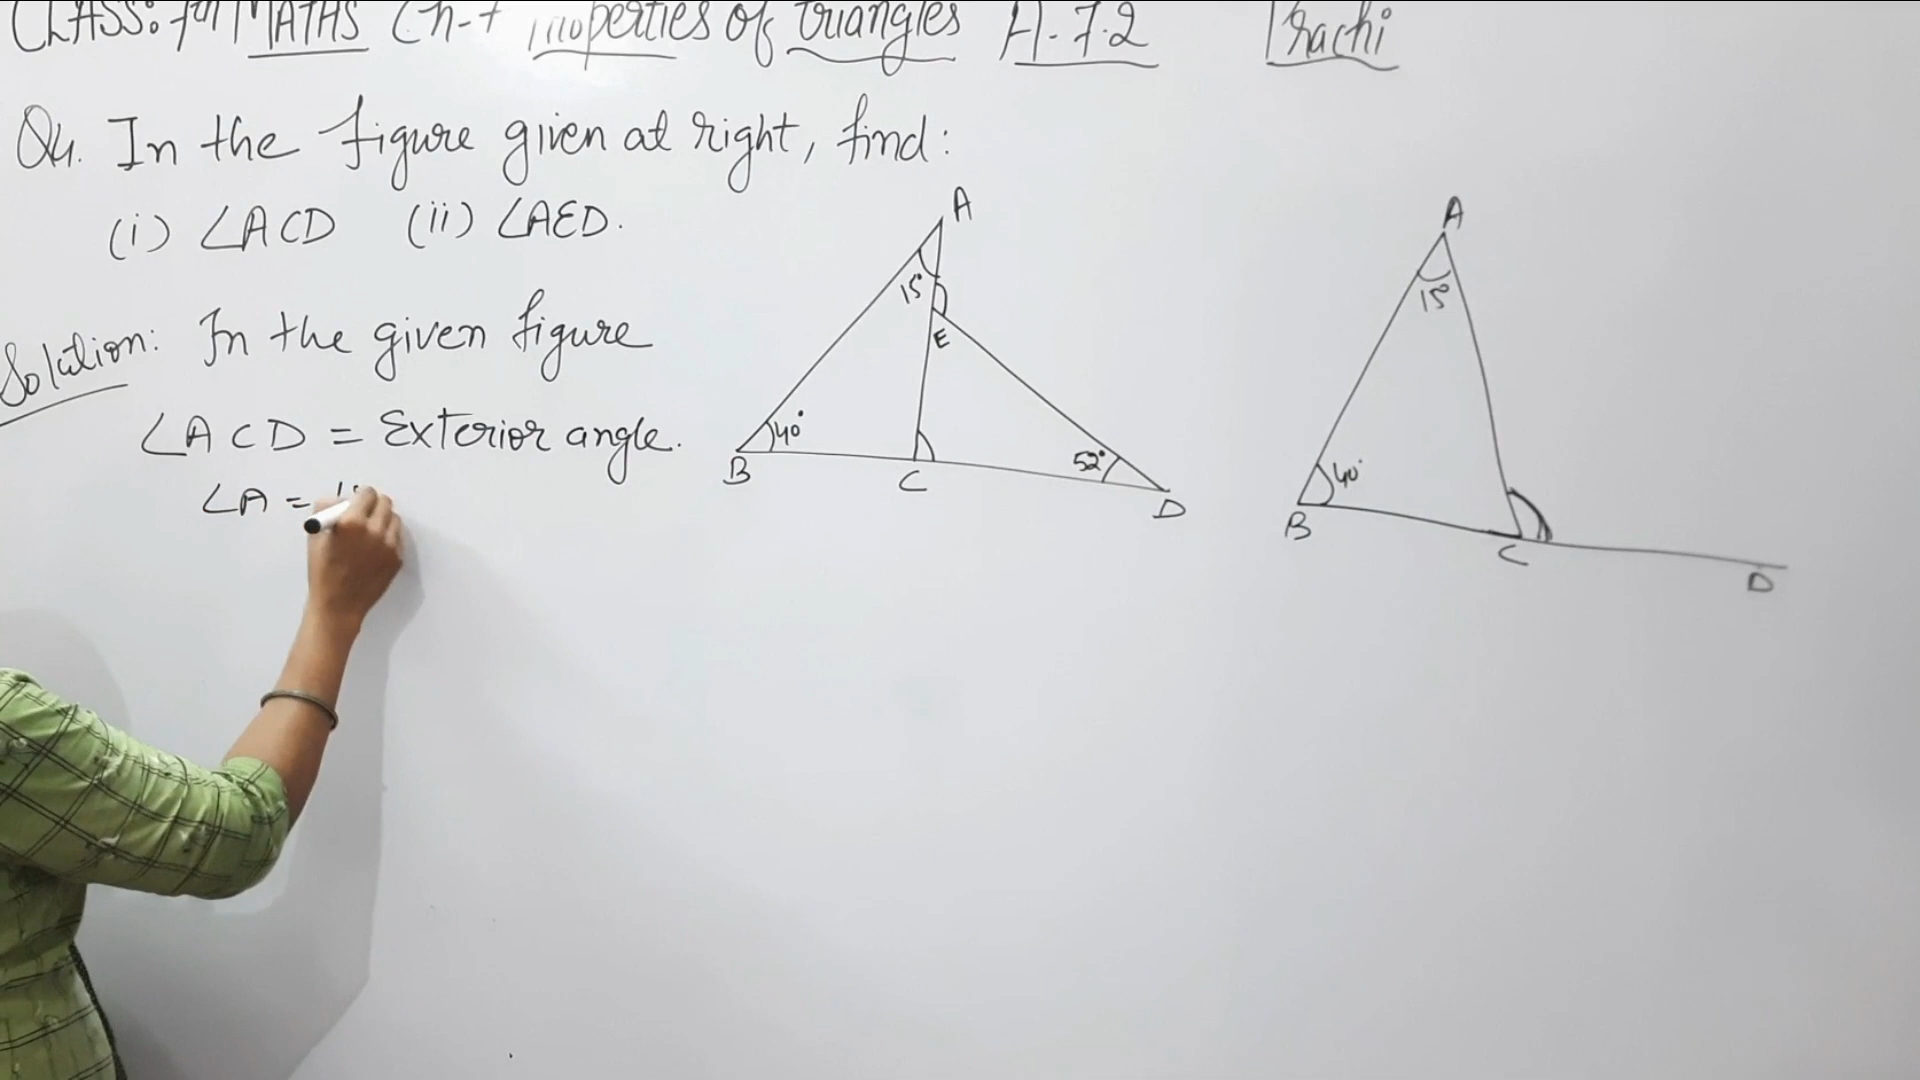 CLASS: 7th MATHS Ch-7 Properties of triangles A-7.2 Prachi
Q4. In the figure given at right, find:
(i) ∠ACD (ii) ∠AED.
Solution: In the given figure
∠ACD = Exterior angle.
∠A =
A
15°
E
40°
52°
B
C
D
A
15°
40°
B
C
D